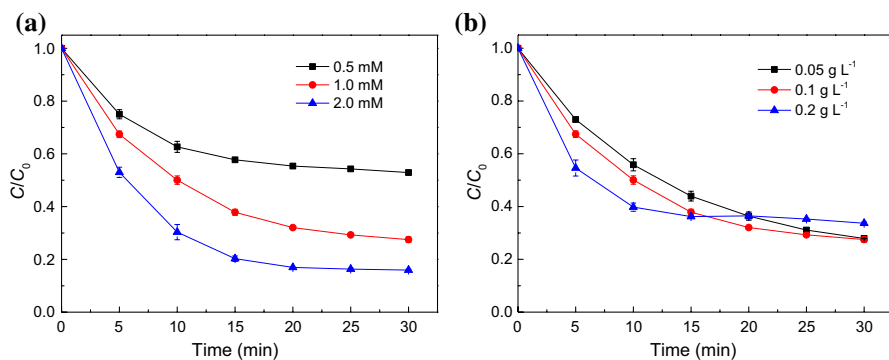 (a)
1.0
0.8
0.6
0.4
0.2
0.0
C/C0
0.5 mM
1.0 mM
2.0 mM
0 5 10 15 20 25 30
Time (min)
(b)
1.0
0.8
0.6
0.4
0.2
0.0
C/C0
0.05 g L-1
0.1 g L-1
0.2 g L-1
0 5 10 15 20 25 30
Time (min)